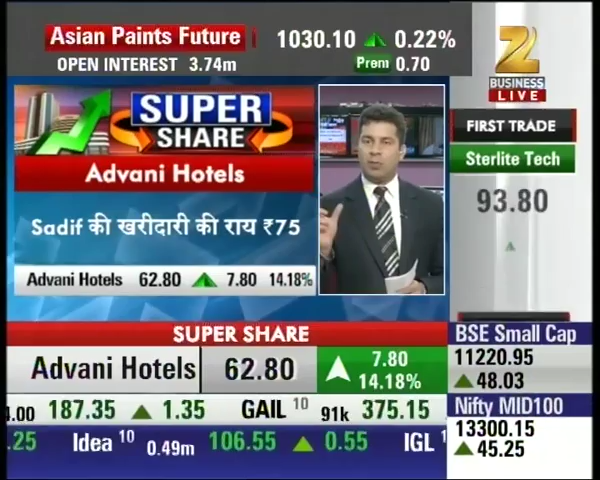 Asian Paints Future
1030.10 0.22%
OPEN INTEREST 3.74m
Prem 0.70
Z
BUSINESS
LIVE
SUPER
SHARE
Advani Hotels
Sadif की खरीदारी की राय ₹75
Advani Hotels 62.80 7.80 14.18%
FIRST TRADE
Sterlite Tech
93.80
SUPER SHARE
Advani Hotels 62.80 7.80
14.18%
BSE Small Cap
11220.95
48.03
Nifty MID100
13300.15
45.25
.00 187.35 1.35 GAIL 10 91k 375.15
.25 Idea 10 0.49m 106.55 0.55 IGL